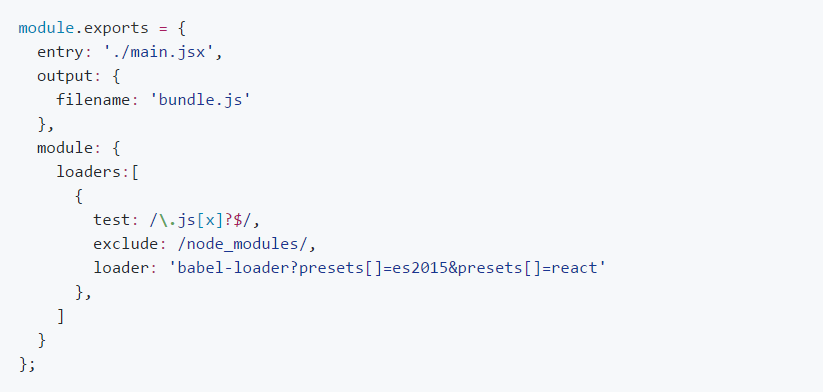 module.exports = {
  entry: './main.jsx',
  output: {
    filename: 'bundle.js'
  },
  module: {
    loaders:[
      {
        test: /\.js[x]?$/,
        exclude: /node_modules/,
        loader: 'babel-loader?presets[]=es2015&presets[]=react'
      },
    ]
  }
};